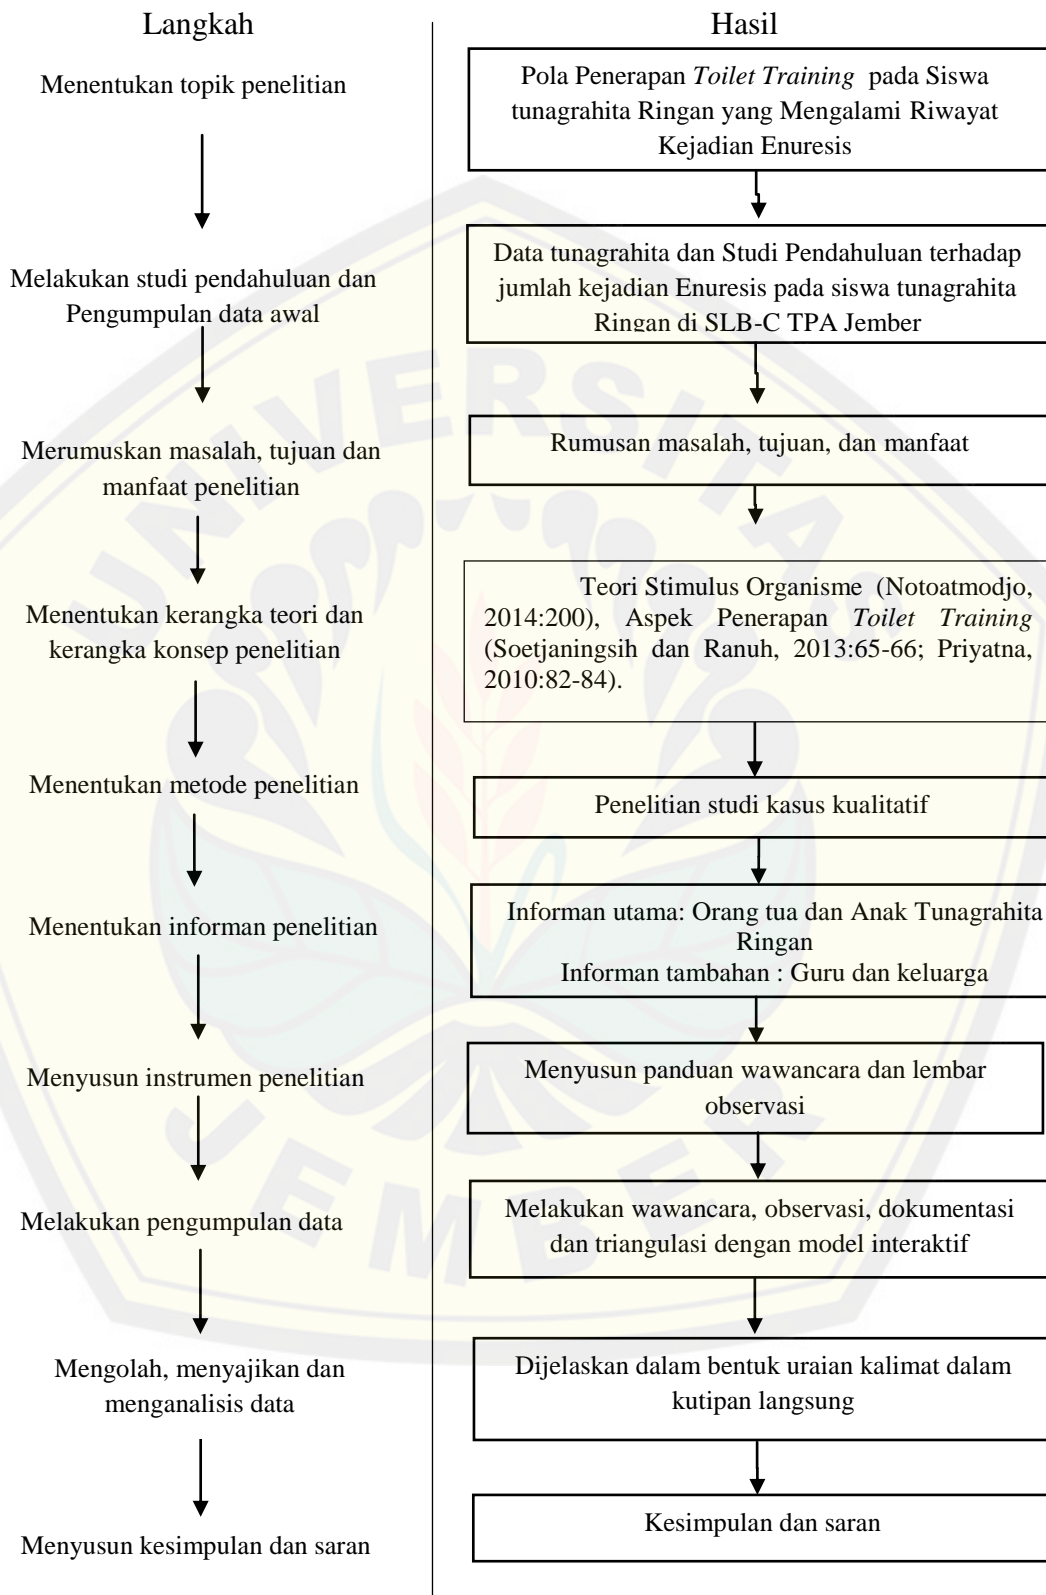 Langkah
Hasil
Menentukan topik penelitian
Pola Penerapan Toilet Training pada Siswa
tunagrahita Ringan yang Mengalami Riwayat
Kejadian Enuresis
Melakukan studi pendahuluan dan
Pengumpulan data awal
Data tunagrahita dan Studi Pendahuluan terhadap
jumlah kejadian Enuresis pada siswa tunagrahita
Ringan di SLB-C TPA Jember
Merumuskan masalah, tujuan dan
manfaat penelitian
Rumusan masalah, tujuan, dan manfaat
Menentukan kerangka teori dan
kerangka konsep penelitian
Teori Stimulus Organisme (Notoatmodjo,
2014:200), Aspek Penerapan Toilet Training
(Soetjaningsih dan Ranuh, 2013:65-66; Priyatna,
2010:82-84).
Menentukan metode penelitian
Penelitian studi kasus kualitatif
Menentukan informan penelitian
Informan utama: Orang tua dan Anak Tunagrahita
Ringan
Informan tambahan : Guru dan keluarga
Menyusun instrumen penelitian
Menyusun panduan wawancara dan lembar
observasi
Melakukan pengumpulan data
Melakukan wawancara, observasi, dokumentasi
dan triangulasi dengan model interaktif
Mengolah, menyajikan dan
menganalisis data
Dijelaskan dalam bentuk uraian kalimat dalam
kutipan langsung
Menyusun kesimpulan dan saran
Kesimpulan dan saran
UNIVERSITAS
JEMBER